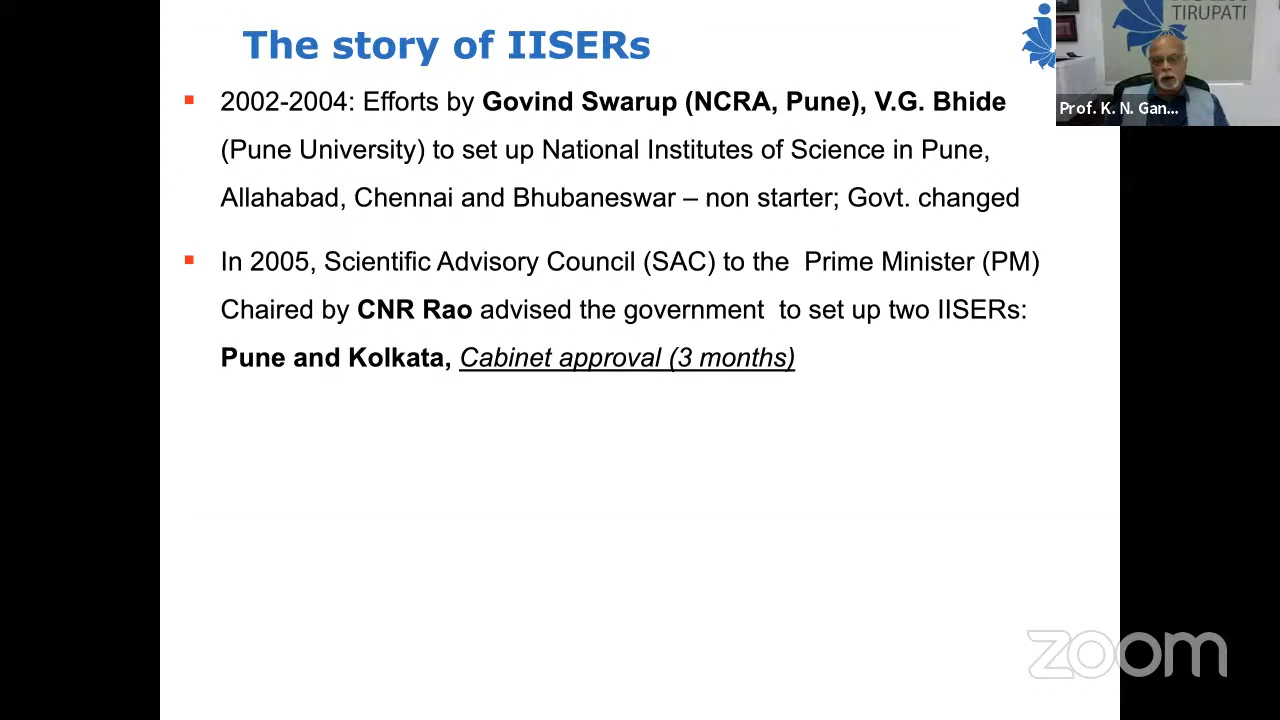 The story of IISERs
TIRUPATI
Prof. K. N. Gan...
▪ 2002-2004: Efforts by Govind Swarup (NCRA, Pune), V.G. Bhide
(Pune University) to set up National Institutes of Science in Pune,
Allahabad, Chennai and Bhubaneswar – non starter; Govt. changed
▪ In 2005, Scientific Advisory Council (SAC) to the Prime Minister (PM)
Chaired by CNR Rao advised the government to set up two IISERs:
Pune and Kolkata, Cabinet approval (3 months)
zoom